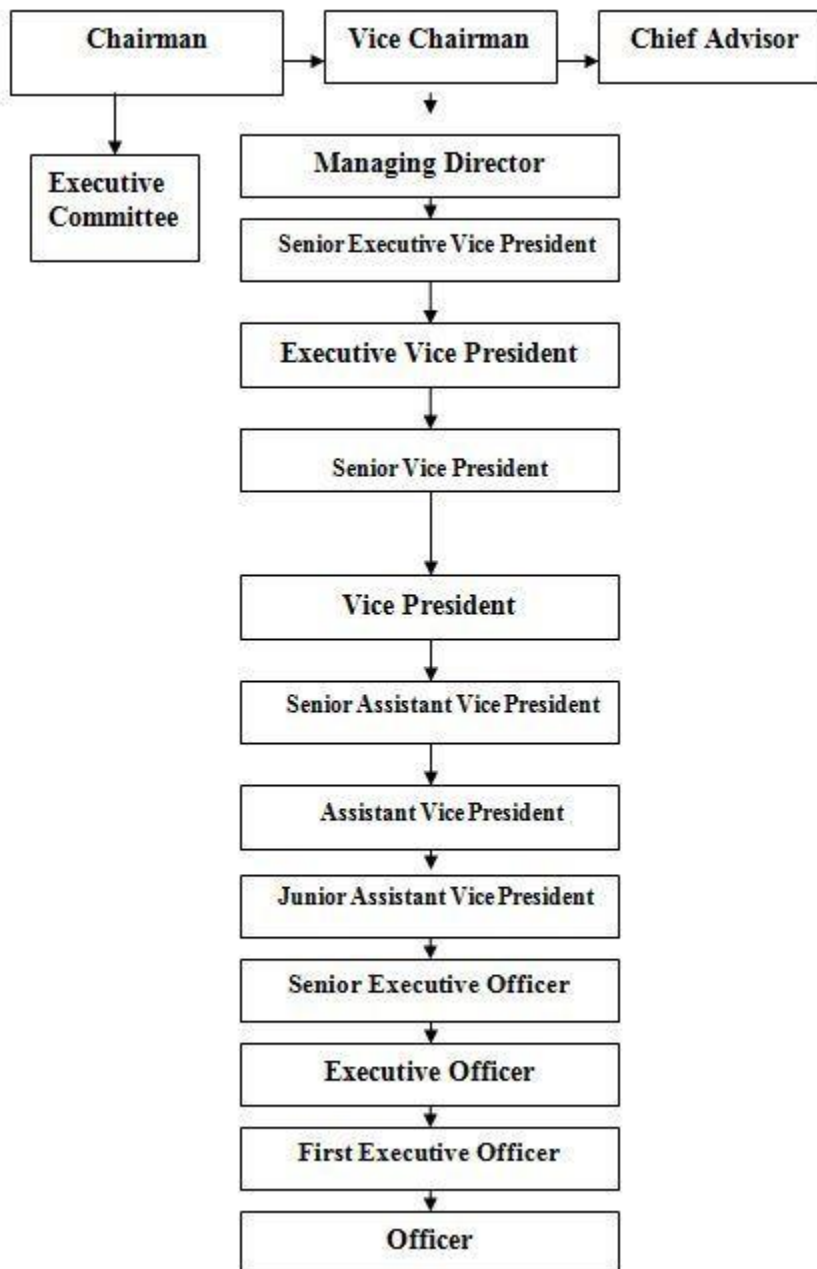 Chairman
Vice Chairman
Chief Advisor
Executive
Committee
Managing Director
Senior Executive Vice President
Executive Vice President
Senior Vice President
Vice President
Senior Assistant Vice President
Assistant Vice President
Junior Assistant Vice President
Senior Executive Officer
Executive Officer
First Executive Officer
Officer